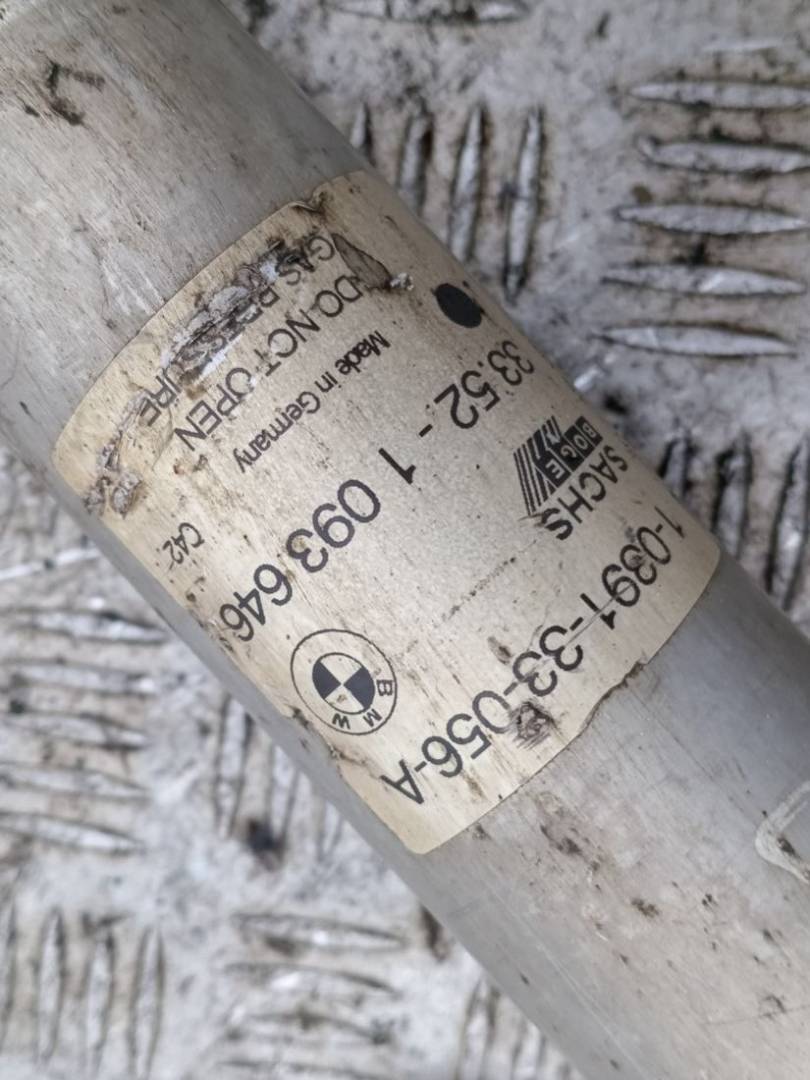 1-0391-33-056-A
SACHS
BOGE
BMW
33.52 - 1 093 646
Made in Germany
C42
DO NOT OPEN
GAS PRESSURE